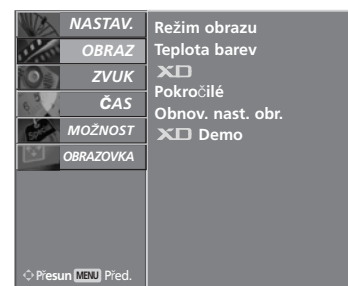 NASTAV.
OBRAZ
ZVUK
ČAS
MOŽNOST
OBRAZOVKA
Režim obrazu
Teplota barev
XD
Pokročilé
Obnov. nast. obr.
XD Demo
Přesun MENU Před.